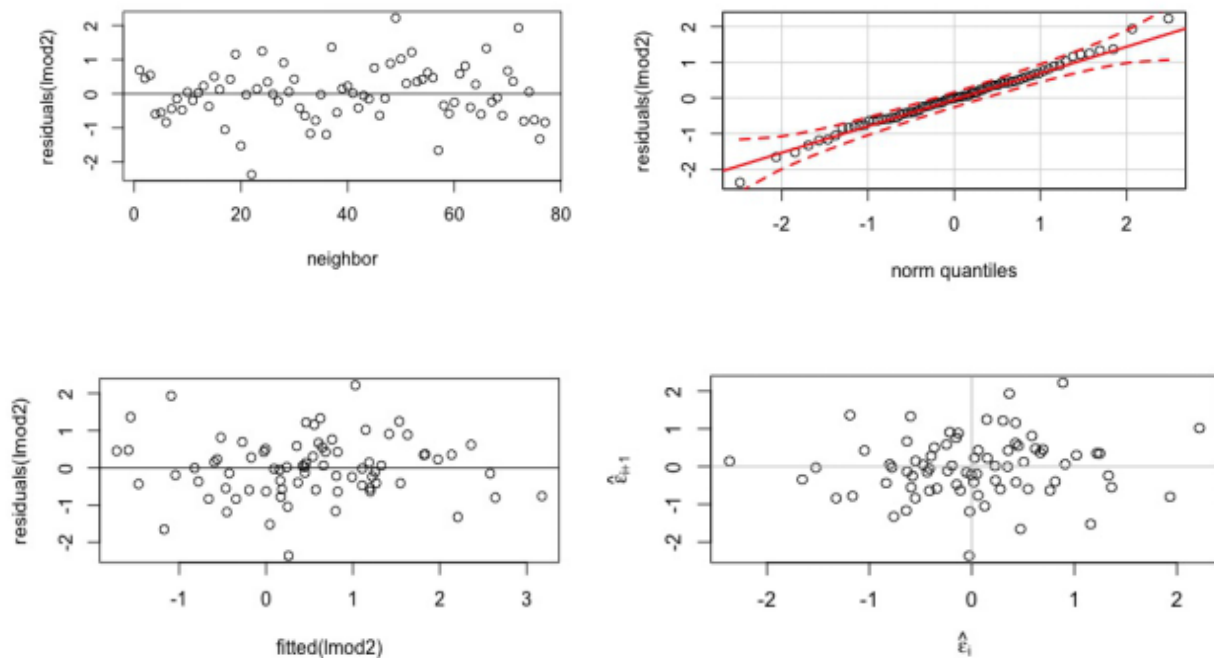 residuals(lmod2)
2
1
0
-1
-2
0 20 40 60 80
neighbor
residuals(lmod2)
2
1
0
-1
-2
-2 -1 0 1 2
norm quantiles
residuals(lmod2)
2
1
0
-1
-2
-1 0 1 2 3
fitted(lmod2)
ε̂i+1
2
1
0
-1
-2
-2 -1 0 1 2
ε̂i